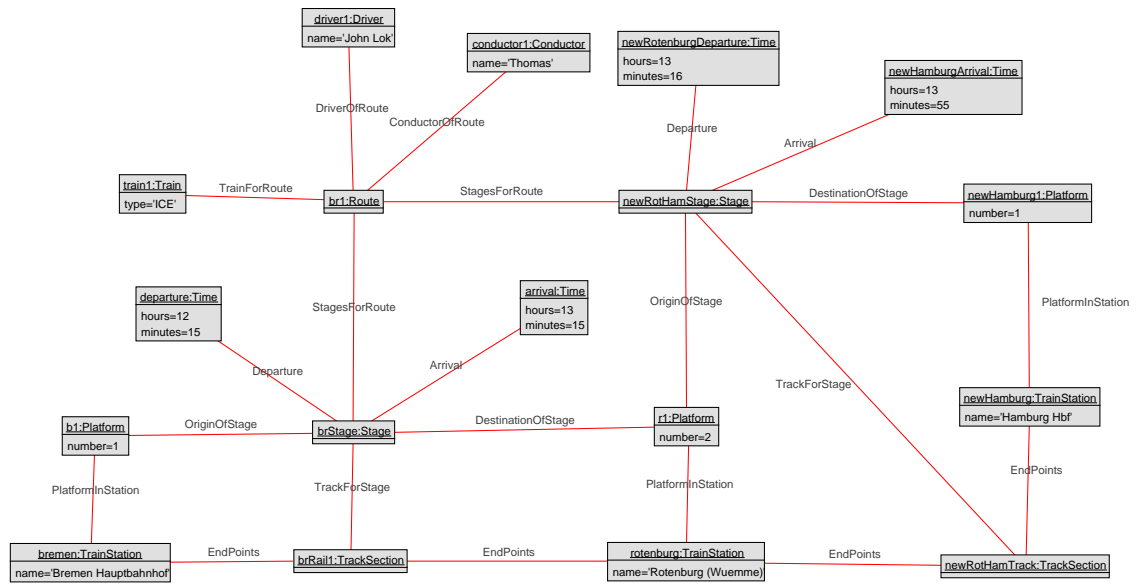 driver1:Driver
name='John Lok'
conductor1:Conductor
name='Thomas'
newRotenburgDeparture:Time
hours=13
minutes=16
newHamburgArrival:Time
hours=13
minutes=55
DriverOfRoute
ConductorOfRoute
Departure
Arrival
train1:Train
type='ICE'
TrainForRoute
br1:Route
StagesForRoute
newRotHamStage:Stage
DestinationOfStage
newHamburg1:Platform
number=1
departure:Time
hours=12
minutes=15
StagesForRoute
arrival:Time
hours=13
minutes=15
OriginOfStage
PlatformInStation
Departure
Arrival
TrackForStage
newHamburg:TrainStation
name='Hamburg Hbf'
b1:Platform
number=1
OriginOfStage
brStage:Stage
DestinationOfStage
r1:Platform
number=2
EndPoints
PlatformInStation
TrackForStage
PlatformInStation
bremen:TrainStation
name='Bremen Hauptbahnhof'
EndPoints
brRail1:TrackSection
EndPoints
rotenburg:TrainStation
name='Rotenburg (Wuemme)'
EndPoints
newRotHamTrack:TrackSection